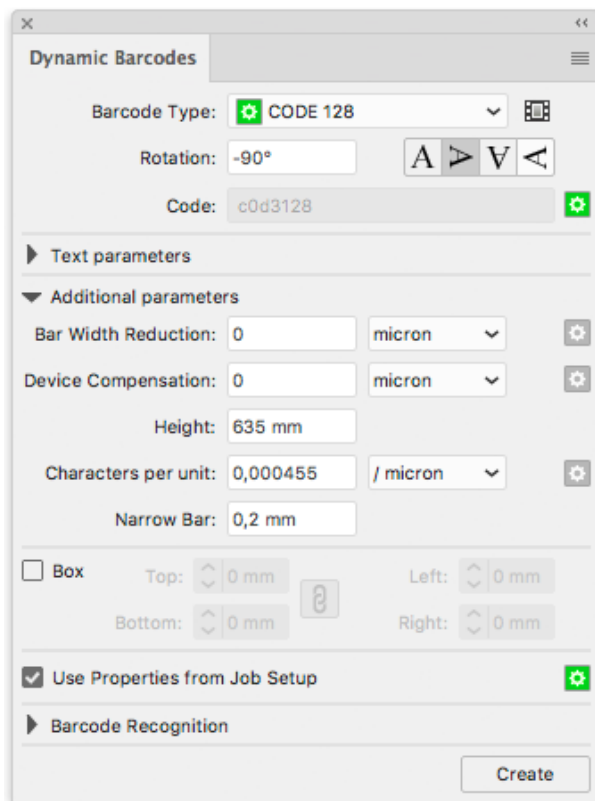 Dynamic Barcodes
Barcode Type: CODE 128
Rotation: -90° A A A A
Code: c0d3128
Text parameters
Additional parameters
Bar Width Reduction: 0 micron
Device Compensation: 0 micron
Height: 635 mm
Characters per unit: 0,000455 / micron
Narrow Bar: 0,2 mm
Box Top: 0 mm Left: 0 mm
Bottom: 0 mm Right: 0 mm
Use Properties from Job Setup
Barcode Recognition
Create